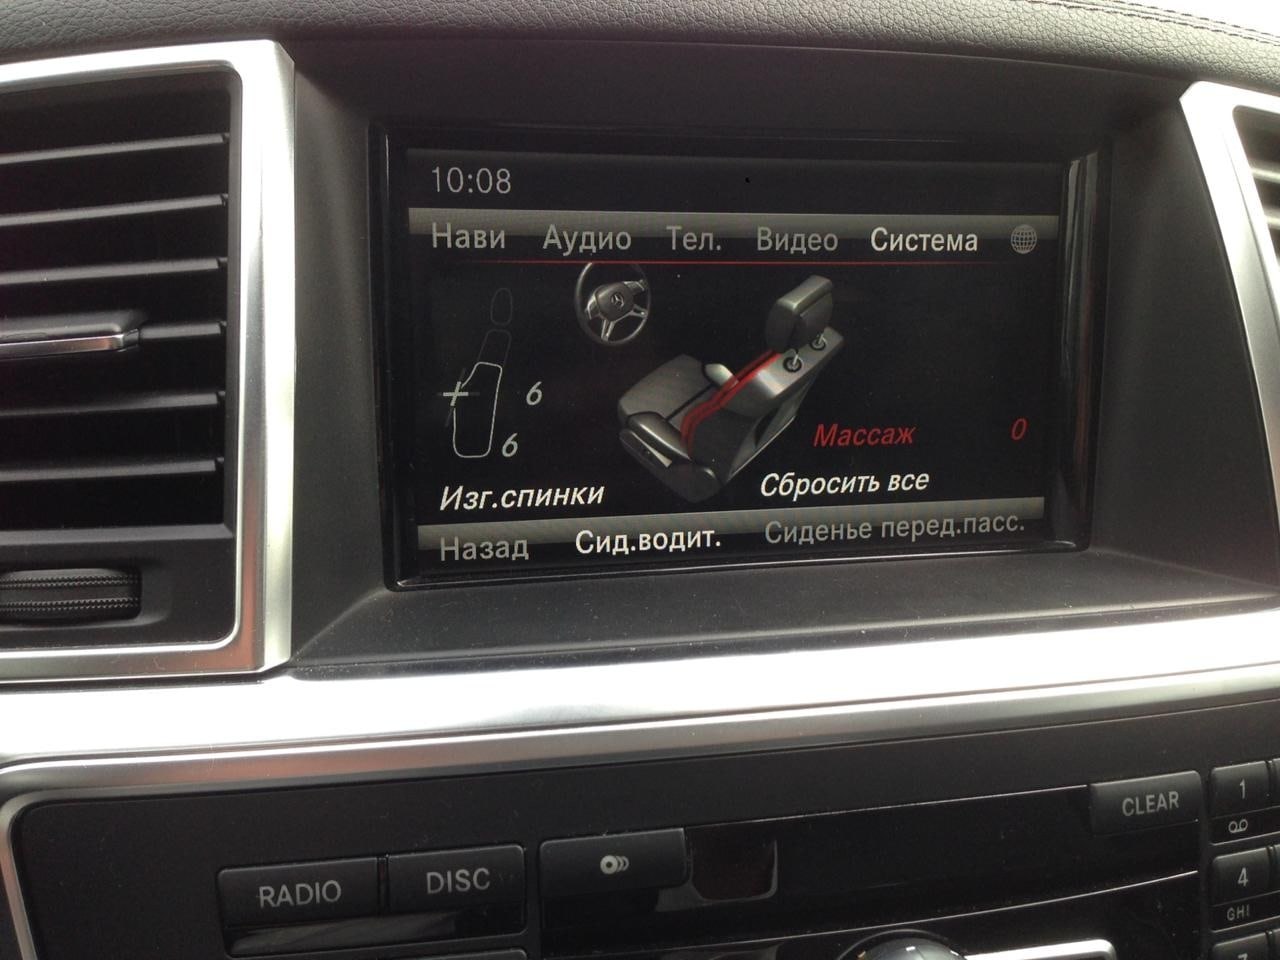 10:08
Нави Аудио Тел. Видео Система
6
6
Массаж 0
Изг.спинки Сбросить все
Назад Сид.водит. Сиденье перед.пасс.
CLEAR 1
RADIO DISC
4
GHI
7